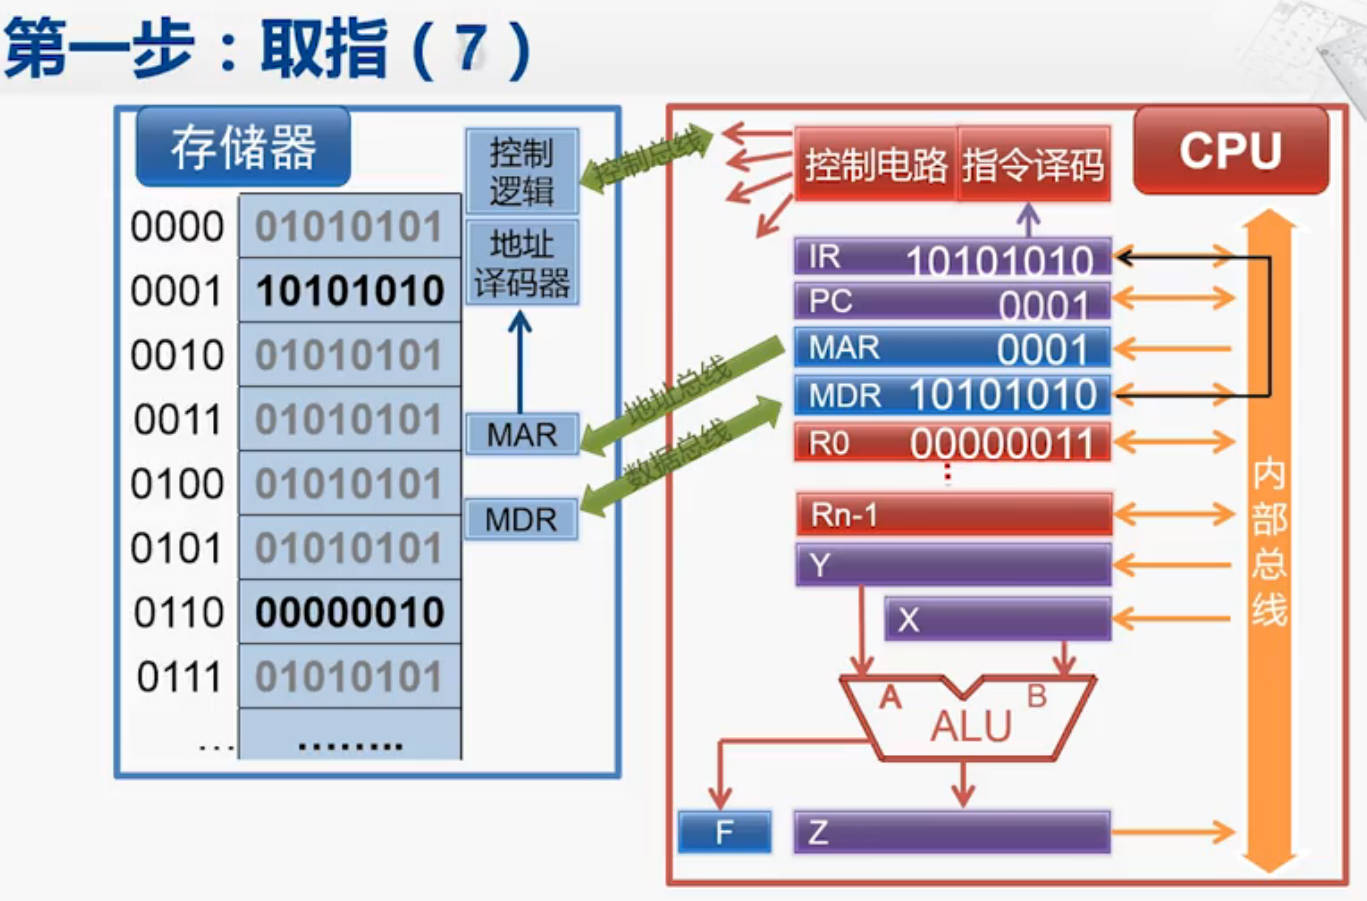 第一步：取指（7）
存储器
控制
逻辑
地址
译码器
0000 01010101
0001 10101010
0010 01010101
0011 01010101
0100 01010101
0101 01010101
0110 00000010
0111 01010101
... ........
MAR
MDR
控制总线
地址总线
数据总线
CPU
控制电路 指令译码
IR 10101010
PC 0001
MAR 0001
MDR 10101010
R0 00000011
Rn-1
Y
X
A B
ALU
F
Z
内部总线